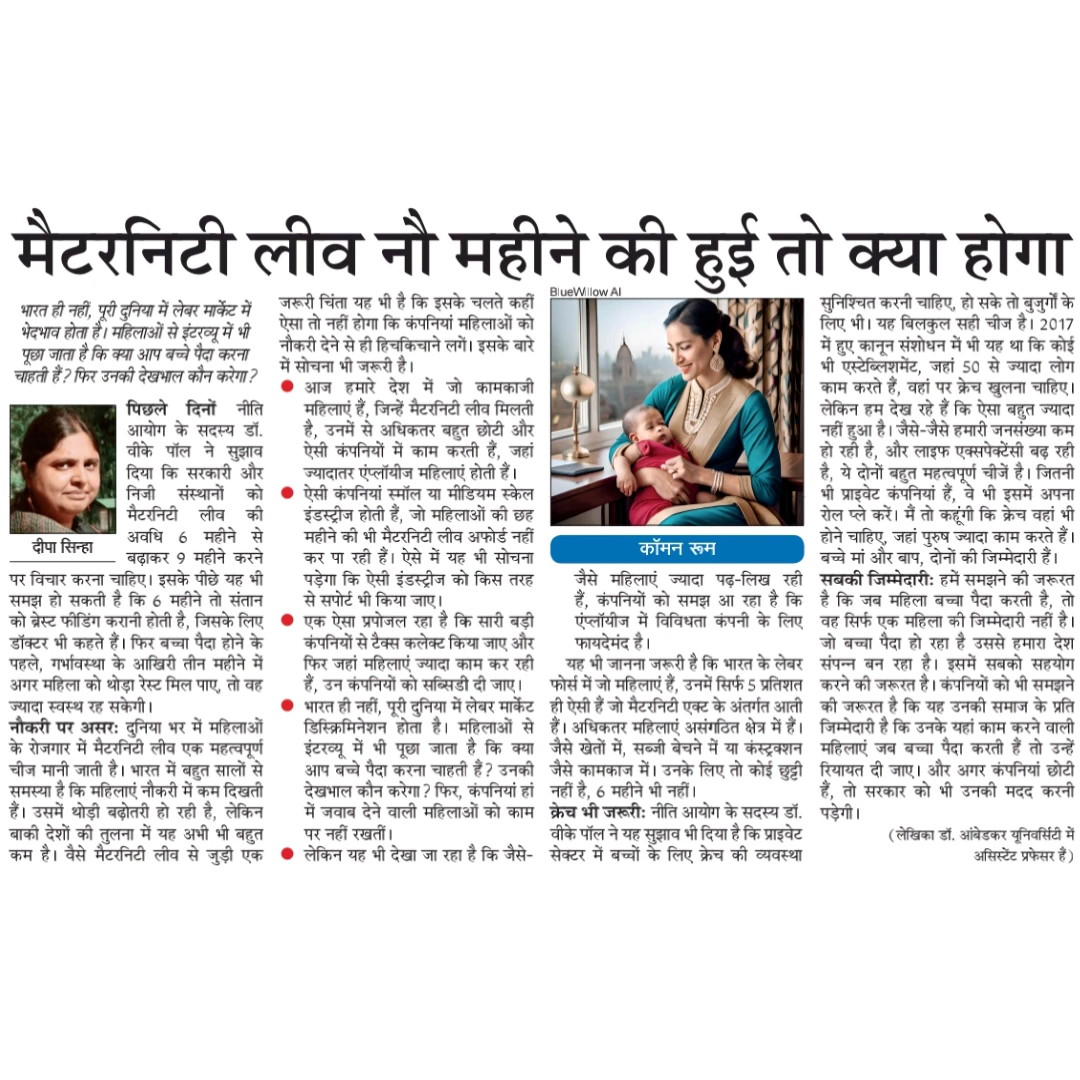 मैटरनिटी लीव नौ महीने की हुई तो क्या होगा
भारत ही नहीं, पूरी दुनिया में लेबर मार्केट में
भेदभाव होता है। महिलाओं से इंटरव्यू में भी
पूछा जाता है कि क्या आप बच्चे पैदा करना
चाहती हैं? फिर उनकी देखभाल कौन करेगा?
दीपा सिन्हा
पिछले दिनों नीति
आयोग के सदस्य डॉ.
वीके पॉल ने सुझाव
दिया कि सरकारी और
निजी संस्थानों को
मैटरनिटी लीव की
अवधि 6 महीने से
बढ़ाकर 9 महीने करने
पर विचार करना चाहिए। इसके पीछे यह भी
समझ हो सकती है कि 6 महीने तो संतान
को ब्रेस्ट फीडिंग करानी होती है, जिसके लिए
डॉक्टर भी कहते हैं। फिर बच्चा पैदा होने के
पहले, गर्भावस्था के आखिरी तीन महीने में
अगर महिला को थोड़ा रेस्ट मिल पाए, तो वह
ज्यादा स्वस्थ रह सकेगी।
नौकरी पर असर: दुनिया भर में महिलाओं
के रोजगार में मैटरनिटी लीव एक महत्वपूर्ण
चीज मानी जाती है। भारत में बहुत सालों से
समस्या है कि महिलाएं नौकरी में कम दिखती
हैं। उसमें थोड़ी बढ़ोतरी हो रही है, लेकिन
बाकी देशों की तुलना में यह अभी भी बहुत
कम है। वैसे मैटरनिटी लीव से जुड़ी एक
जरूरी चिंता यह भी है कि इसके चलते कहीं
ऐसा तो नहीं होगा कि कंपनियां महिलाओं को
नौकरी देने से ही हिचकिचाने लगें। इसके बारे
में सोचना भी जरूरी है।
● आज हमारे देश में जो कामकाजी
महिलाएं हैं, जिन्हें मैटरनिटी लीव मिलती
है, उनमें से अधिकतर बहुत छोटी और
ऐसी कंपनियों में काम करती हैं, जहां
ज्यादातर एंप्लॉयीज महिलाएं होती हैं।
● ऐसी कंपनियां स्मॉल या मीडियम स्केल
इंडस्ट्रीज होती हैं, जो महिलाओं की छह
महीने की भी मैटरनिटी लीव अफोर्ड नहीं
कर पा रही हैं। ऐसे में यह भी सोचना
पड़ेगा कि ऐसी इंडस्ट्रीज को किस तरह
से सपोर्ट भी किया जाए।
● एक ऐसा प्रपोजल रहा है कि सारी बड़ी
कंपनियों से टैक्स कलेक्ट किया जाए और
फिर जहां महिलाएं ज्यादा काम कर रही
हैं, उन कंपनियों को सब्सिडी दी जाए।
● भारत ही नहीं, पूरी दुनिया में लेबर मार्केट
डिस्क्रिमिनेशन होता है। महिलाओं से
इंटरव्यू में भी पूछा जाता है कि क्या
आप बच्चे पैदा करना चाहती हैं? उनकी
देखभाल कौन करेगा? फिर, कंपनियां हां
में जवाब देने वाली महिलाओं को काम
पर नहीं रखतीं।
● लेकिन यह भी देखा जा रहा है कि जैसे-
BlueWillow AI
कॉमन रूम
जैसे महिलाएं ज्यादा पढ़-लिख रही
हैं, कंपनियों को समझ आ रहा है कि
एंप्लॉयीज में विविधता कंपनी के लिए
फायदेमंद है।
यह भी जानना जरूरी है कि भारत के लेबर
फोर्स में जो महिलाएं हैं, उनमें सिर्फ 5 प्रतिशत
ही ऐसी हैं जो मैटरनिटी एक्ट के अंतर्गत आती
हैं। अधिकतर महिलाएं असंगठित क्षेत्र में हैं।
जैसे खेतों में, सब्जी बेचने में या कंस्ट्रक्शन
जैसे कामकाज में। उनके लिए तो कोई छुट्टी
नहीं है, 6 महीने भी नहीं।
क्रेच भी जरूरी: नीति आयोग के सदस्य डॉ.
वीके पॉल ने यह सुझाव भी दिया है कि प्राइवेट
सेक्टर में बच्चों के लिए क्रेच की व्यवस्था
सुनिश्चित करनी चाहिए, हो सके तो बुजुर्गों के
लिए भी। यह बिलकुल सही चीज है। 2017
में हुए कानून संशोधन में भी यह था कि कोई
भी एस्टेब्लिशमेंट, जहां 50 से ज्यादा लोग
काम करते हैं, वहां पर क्रेच खुलना चाहिए।
लेकिन हम देख रहे हैं कि ऐसा बहुत ज्यादा
नहीं हुआ है। जैसे-जैसे हमारी जनसंख्या कम
हो रही है, और लाइफ एक्सपेक्टेंसी बढ़ रही
है, ये दोनों बहुत महत्वपूर्ण चीजें हैं। जितनी
भी प्राइवेट कंपनियां हैं, वे भी इसमें अपना
रोल प्ले करें। मैं तो कहूंगी कि क्रेच वहां भी
होने चाहिए, जहां पुरुष ज्यादा काम करते हैं।
बच्चे मां और बाप, दोनों की जिम्मेदारी हैं।
सबकी जिम्मेदारी: हमें समझने की जरूरत
है कि जब महिला बच्चा पैदा करती है, तो
वह सिर्फ एक महिला की जिम्मेदारी नहीं है।
जो बच्चा पैदा हो रहा है उससे हमारा देश
संपन्न बन रहा है। इसमें सबको सहयोग
करने की जरूरत है। कंपनियों को भी समझने
की जरूरत है कि यह उनकी समाज के प्रति
जिम्मेदारी है कि उनके यहां काम करने वाली
महिलाएं जब बच्चा पैदा करती हैं तो उन्हें
रियायत दी जाए। और अगर कंपनियां छोटी
हैं, तो सरकार को भी उनकी मदद करनी
पड़ेगी।
(लेखिका डॉ. आंबेडकर यूनिवर्सिटी में
असिस्टेंट प्रफेसर हैं)